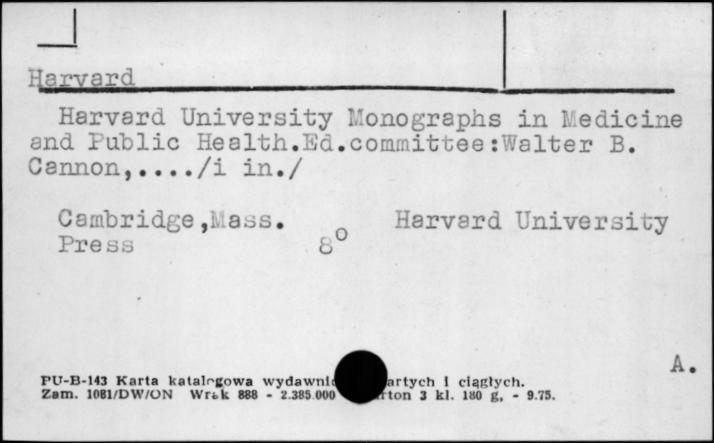 Harvard
Harvard University Monographs in Medicine
and Public Health.Ed.committee:Walter B.
Cannon,..../i in./
Cambridge,Mass. Harvard University
Press 8°
A.
PU-B-143 Karta katalogowa wydawnic artych i ciągłych.
Zam. 1081/DW/ON Wrsk 888 - 2.385.000 rton 3 kl. 180 g, - 9.75.